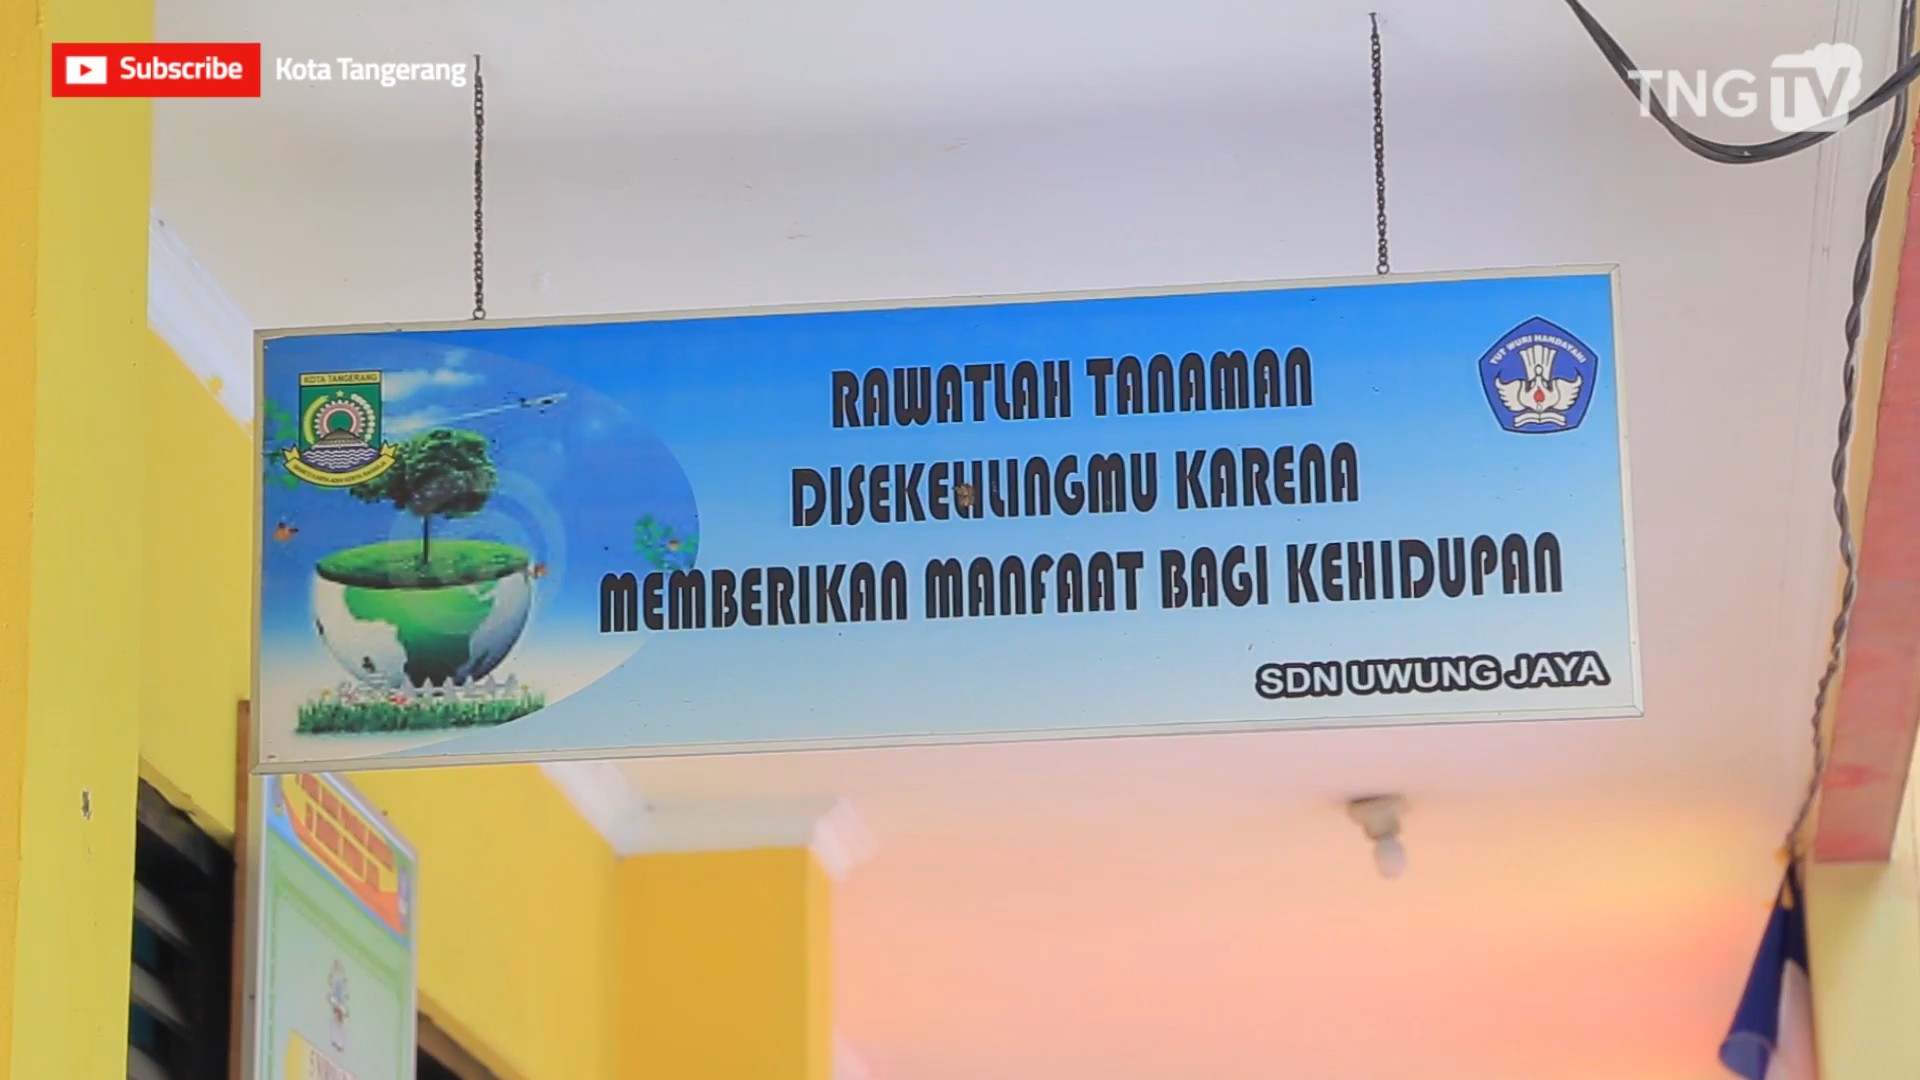 Subscribe Kota Tangerang
TNG TV
KOTA TANGERANG
TUT WURI HANDAYANI
RAWATLAH TANAMAN
DISEKELILINGMU KARENA
MEMBERIKAN MANFAAT BAGI KEHIDUPAN
SDN UWUNG JAYA